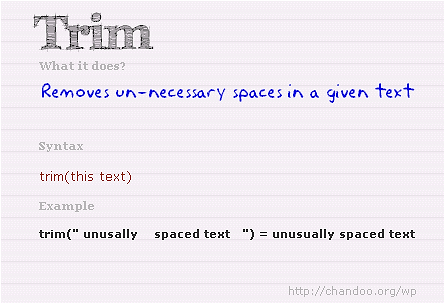 Trim
What it does?
Removes un-necessary spaces in a given text
Syntax
trim(this text)
Example
trim(" unusally    spaced text   ") = unusually spaced text
http://chandoo.org/wp